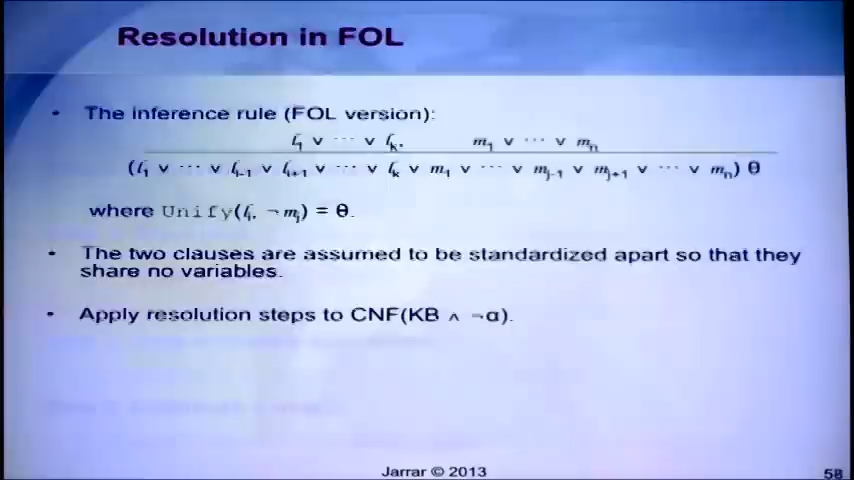 Resolution in FOL
• The inference rule (FOL version):
ℓ₁ ∨ ⋯ ∨ ℓₖ, m₁ ∨ ⋯ ∨ mₙ
(ℓ₁ ∨ ⋯ ∨ ℓᵢ₋₁ ∨ ℓᵢ₊₁ ∨ ⋯ ∨ ℓₖ ∨ m₁ ∨ ⋯ ∨ mⱼ₋₁ ∨ mⱼ₊₁ ∨ ⋯ ∨ mₙ) θ
where Unify(ℓᵢ, ¬mⱼ) = θ.
• The two clauses are assumed to be standardized apart so that they
share no variables.
• Apply resolution steps to CNF(KB ∧ ¬α).
Jarrar © 2013
58